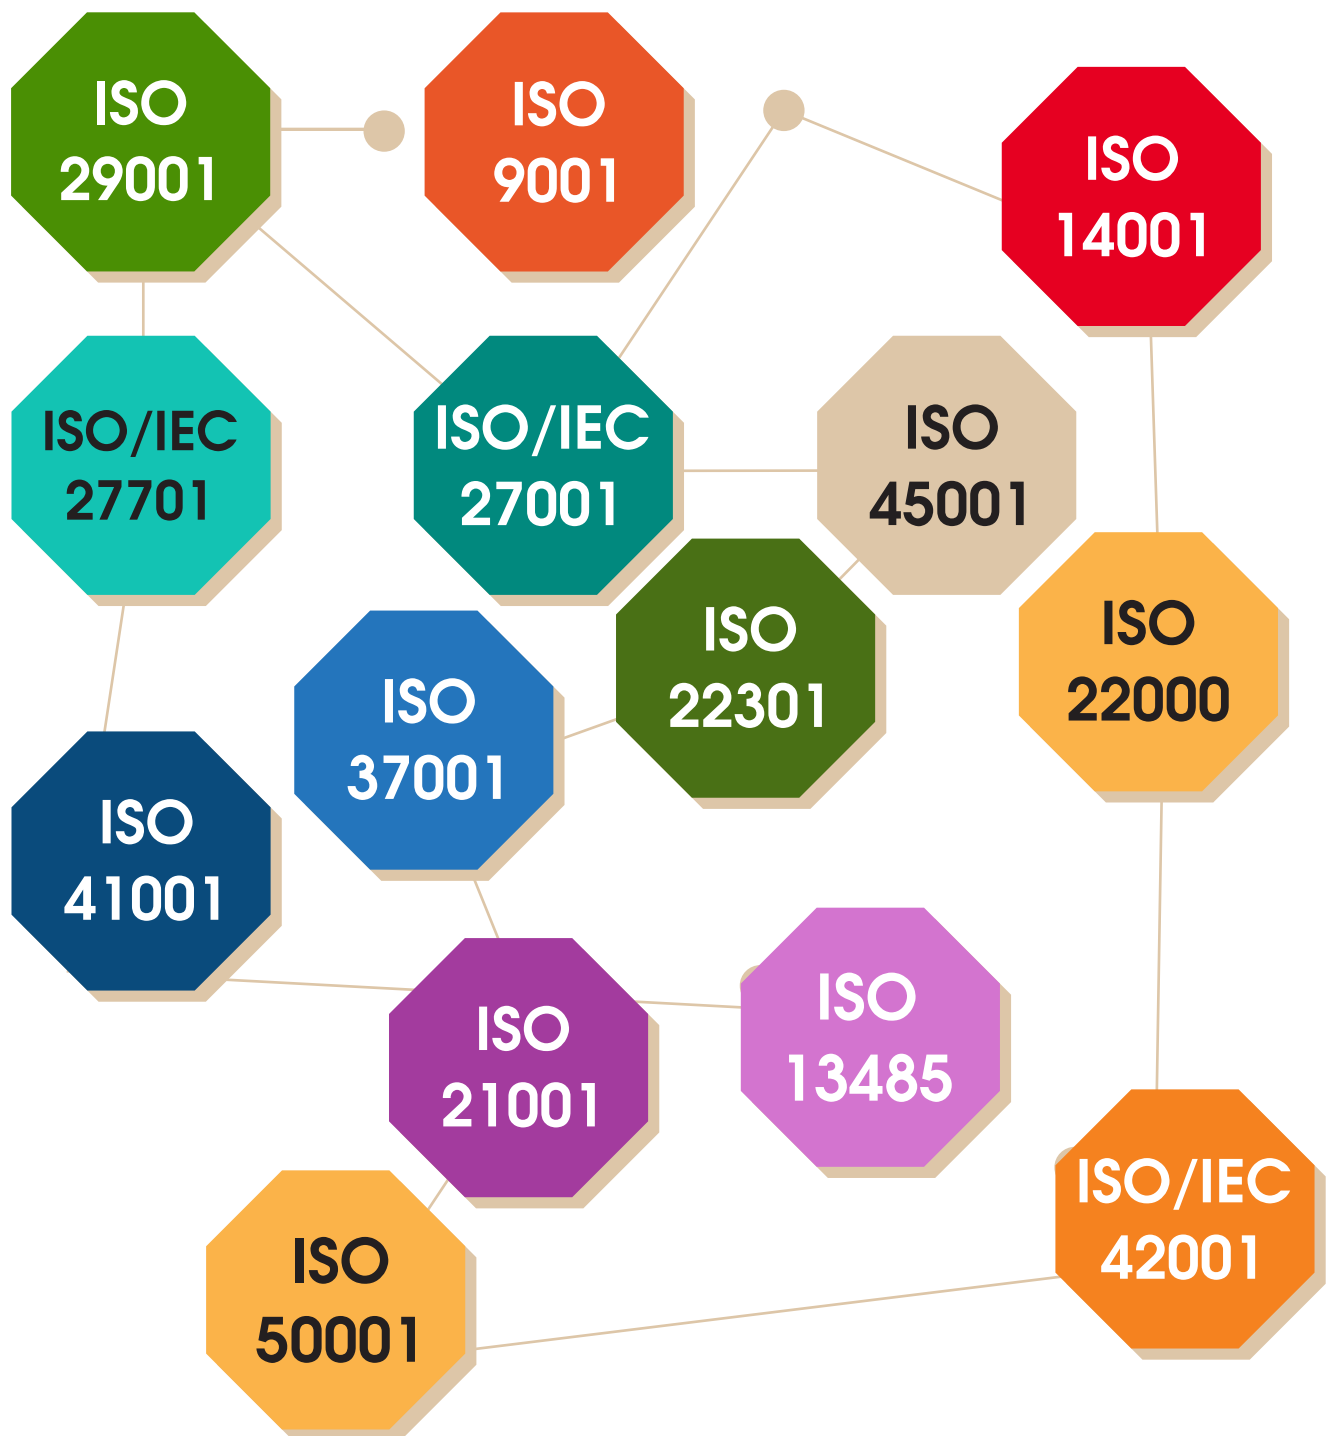 ISO
29001
ISO
9001
ISO
14001
ISO/IEC
27701
ISO/IEC
27001
ISO
45001
ISO
22301
ISO
22000
ISO
37001
ISO
41001
ISO
21001
ISO
13485
ISO/IEC
42001
ISO
50001